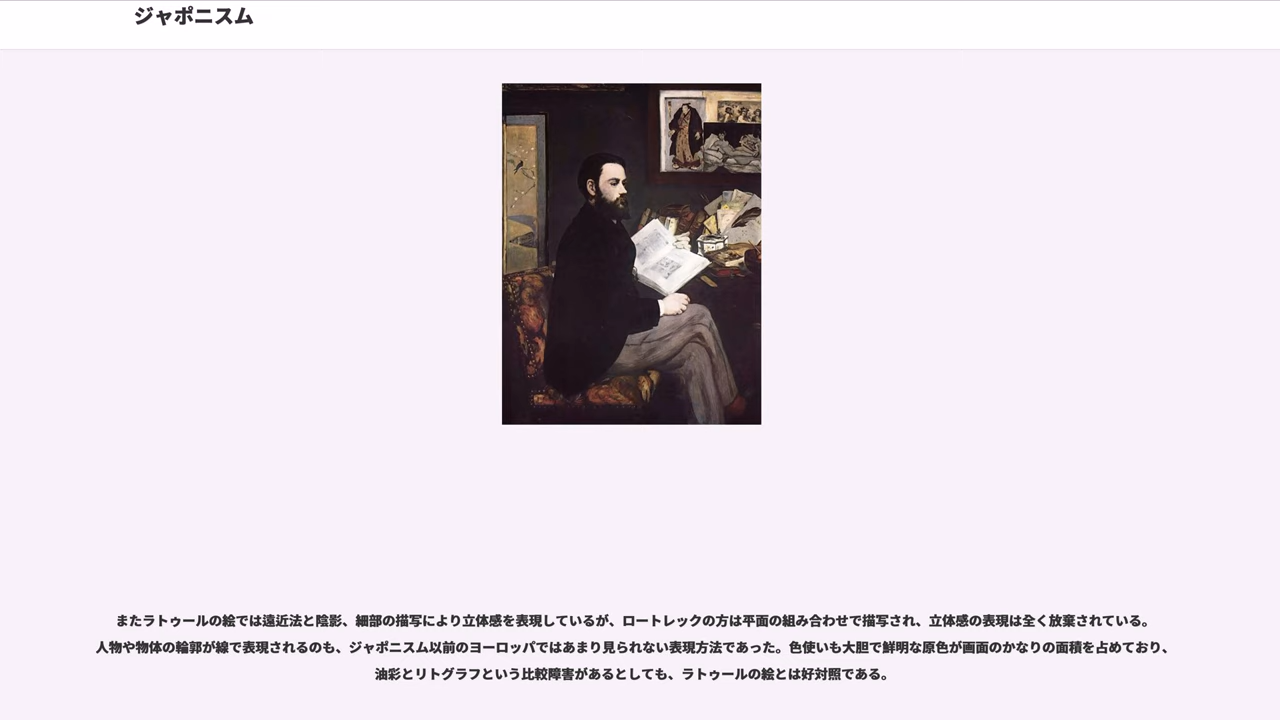 ジャポニスム
またラトゥールの絵では遠近法と陰影、細部の描写により立体感を表現しているが、ロートレックの方は平面の組み合わせで描写され、立体感の表現は全く放棄されている。
人物や物体の輪郭が線で表現されるのも、ジャポニスム以前のヨーロッパではあまり見られない表現方法であった。色使いも大胆で鮮明な原色が画面のかなりの面積を占めており、
油彩とリトグラフという比較障害があるとしても、ラトゥールの絵とは好対照である。